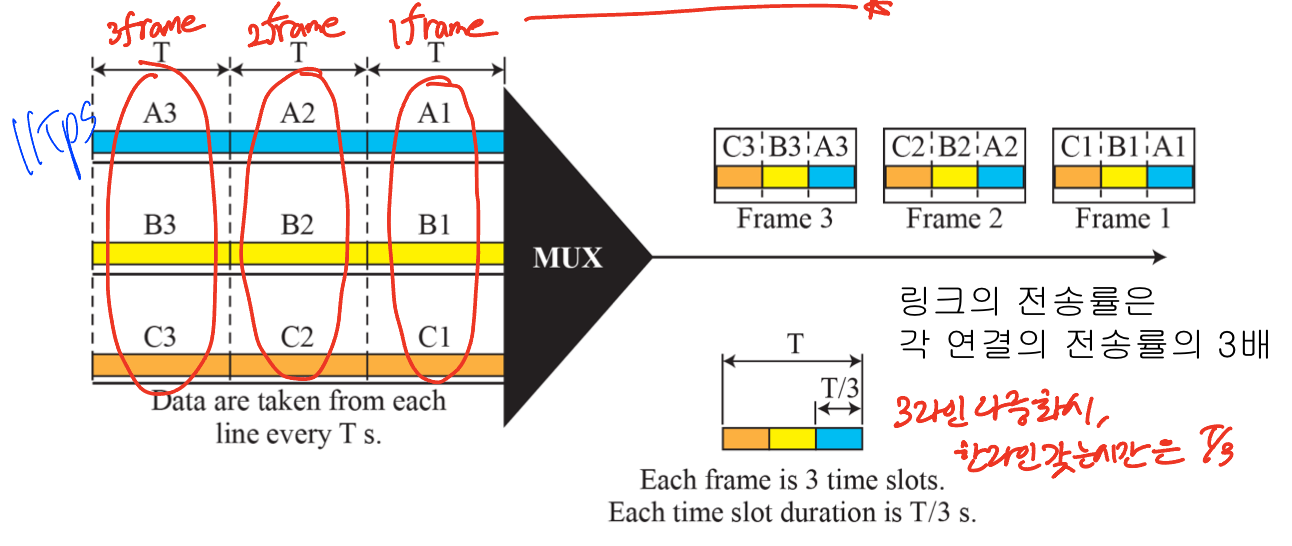 3frame 2frame 1frame
T T T
A3 A2 A1
B3 B2 B1
C3 C2 C1
Data are taken from each
line every T s.
MUX
C3 B3 A3 C2 B2 A2 C1 B1 A1
Frame 3 Frame 2 Frame 1
링크의 전송률은
각 연결의 전송률의 3배
T
T/3
3라인 다중화시,
한라인 갖는시간은 T/3
Each frame is 3 time slots.
Each time slot duration is T/3 s.